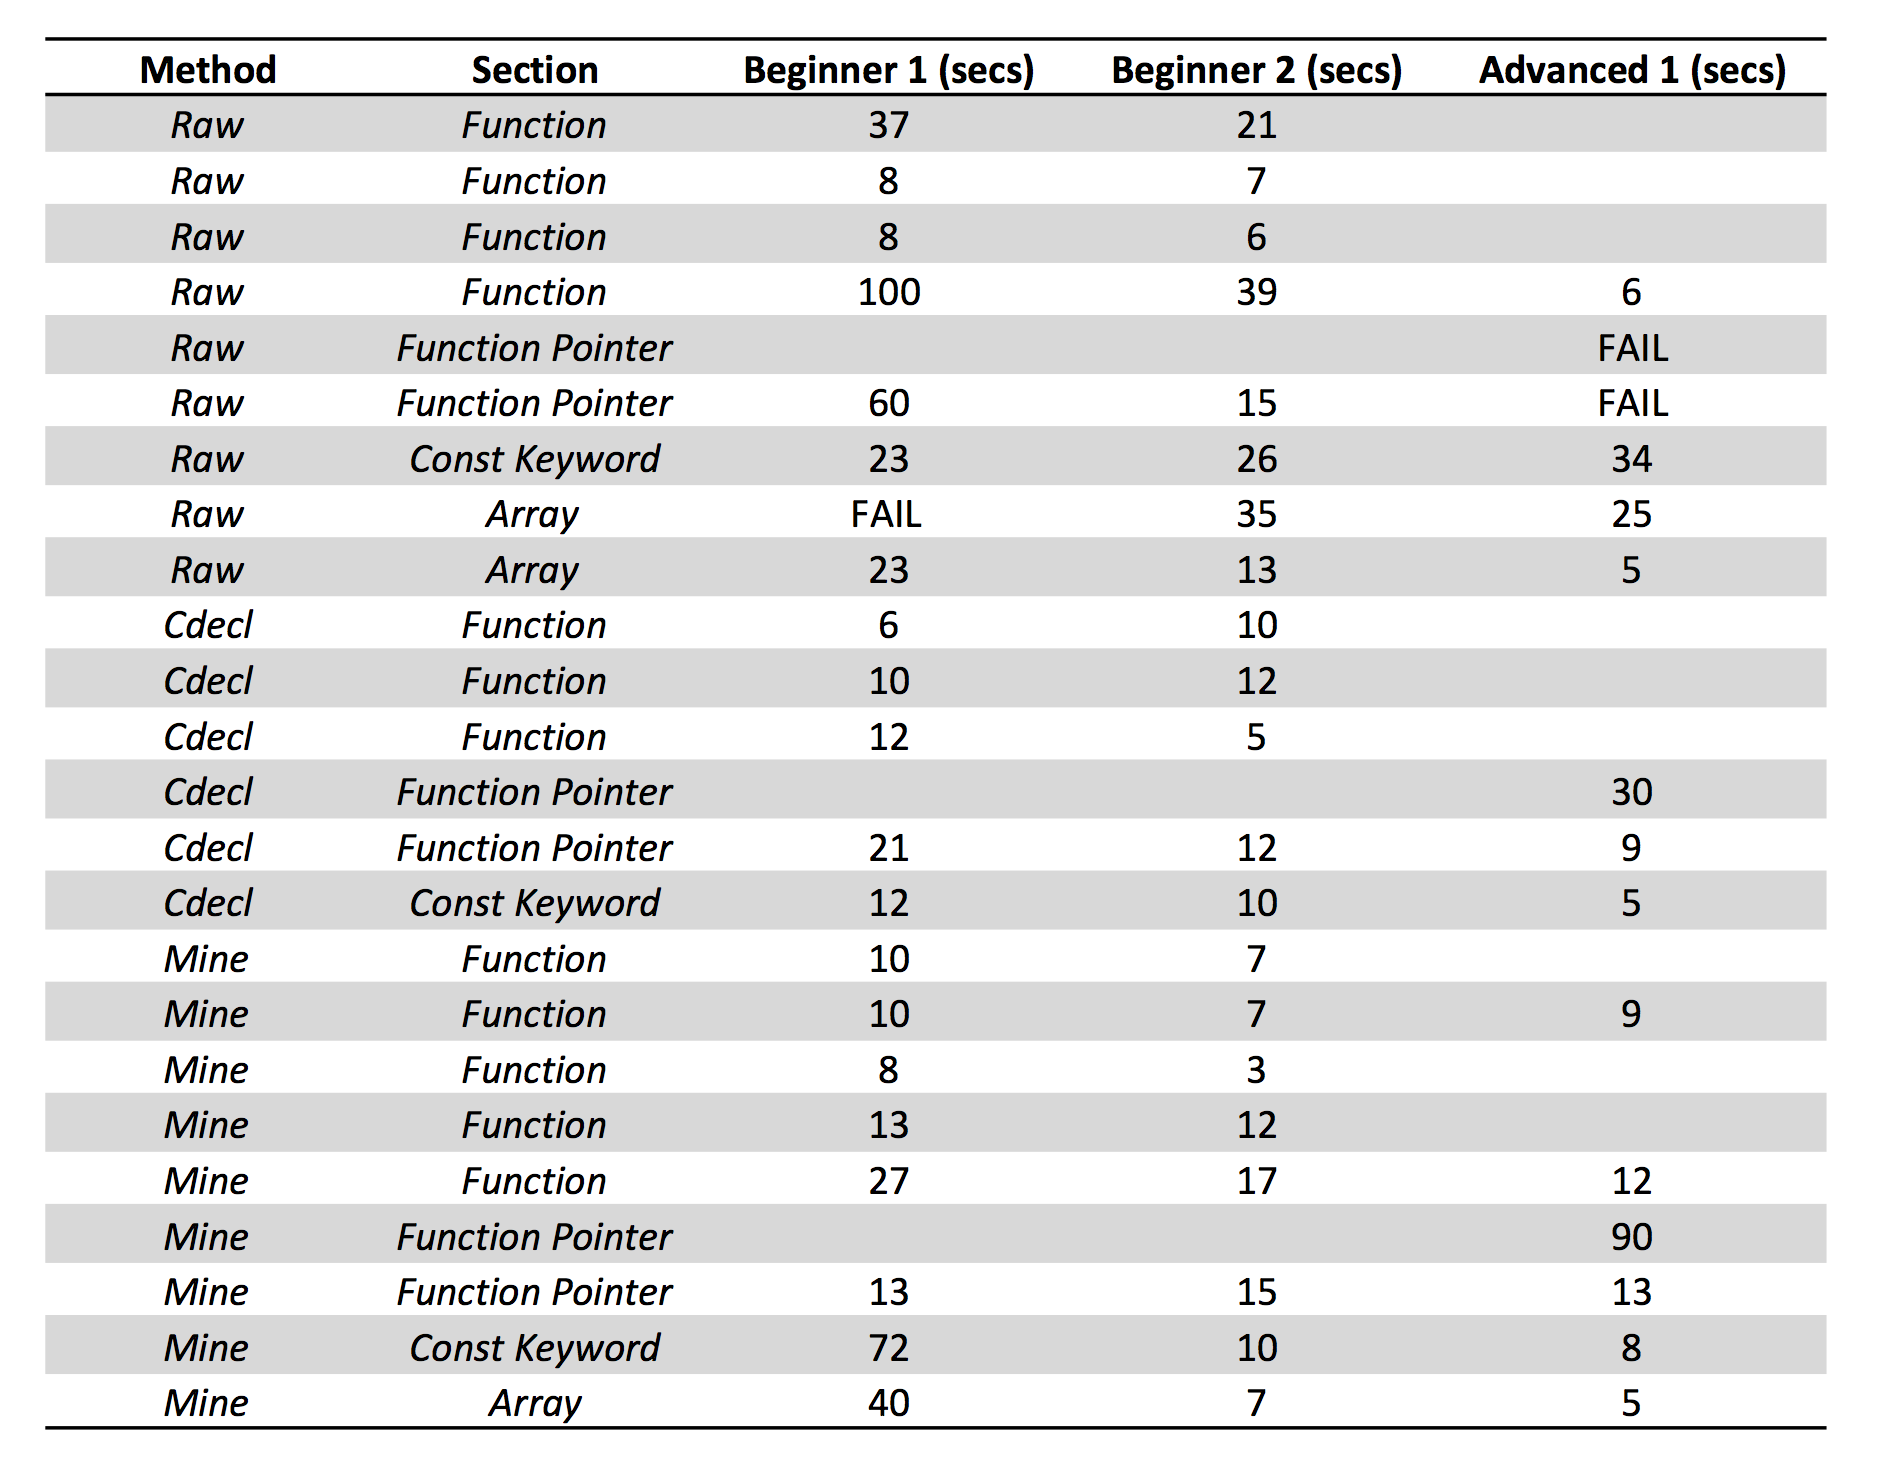 Method Section Beginner 1 (secs) Beginner 2 (secs) Advanced 1 (secs)
Raw Function 37 21
Raw Function 8 7
Raw Function 8 6
Raw Function 100 39 6
Raw Function Pointer FAIL
Raw Function Pointer 60 15 FAIL
Raw Const Keyword 23 26 34
Raw Array FAIL 35 25
Raw Array 23 13 5
Cdecl Function 6 10
Cdecl Function 10 12
Cdecl Function 12 5
Cdecl Function Pointer 30
Cdecl Function Pointer 21 12 9
Cdecl Const Keyword 12 10 5
Mine Function 10 7
Mine Function 10 7 9
Mine Function 8 3
Mine Function 13 12
Mine Function 27 17 12
Mine Function Pointer 90
Mine Function Pointer 13 15 13
Mine Const Keyword 72 10 8
Mine Array 40 7 5